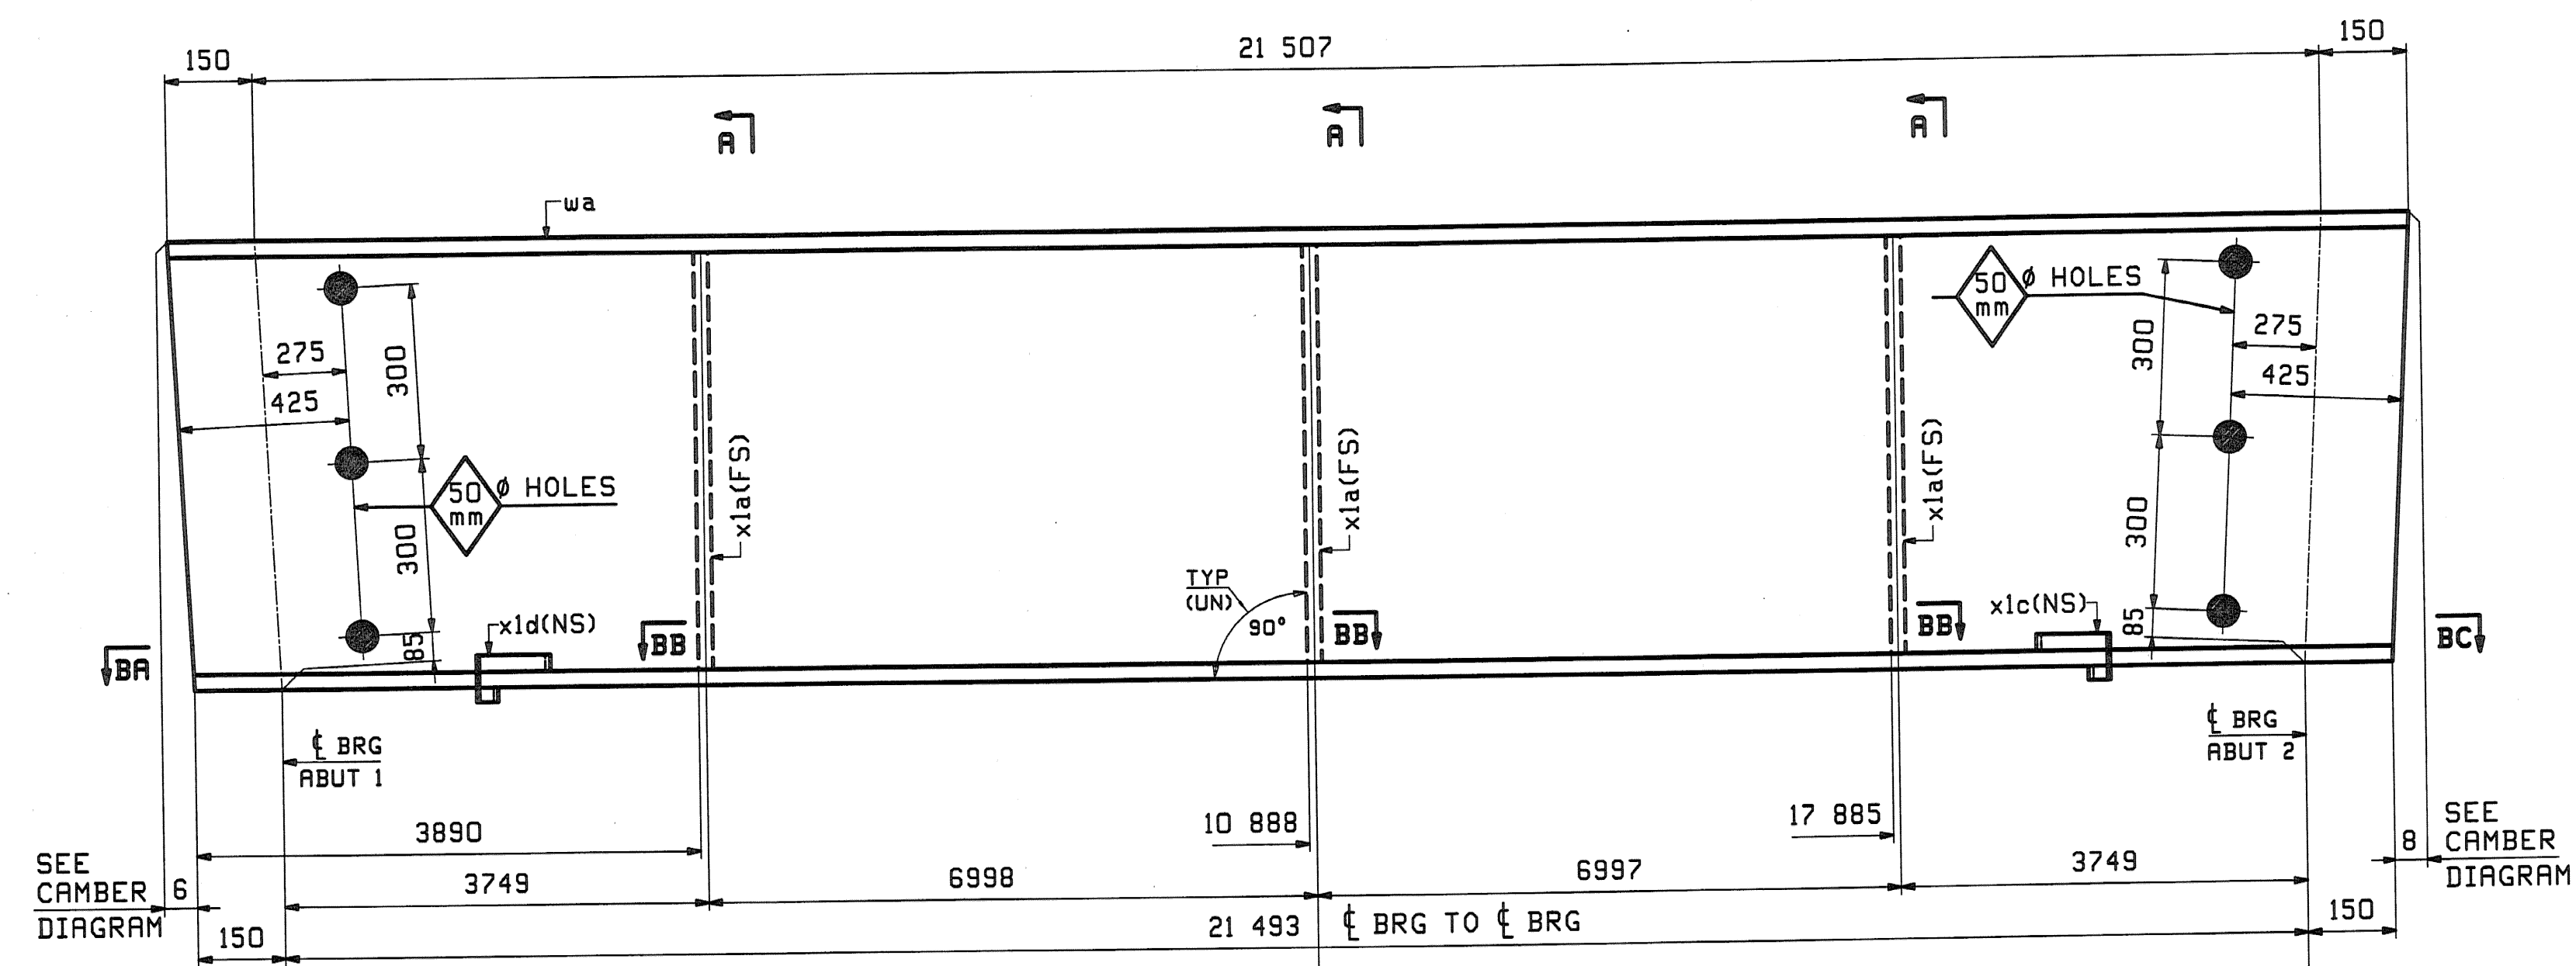 150
21 507
150
A
A
A
wa
50
mm
Ø HOLES
50
mm
Ø HOLES
275
425
300
300
85
275
425
300
300
85
x1a(FS)
x1a(FS)
x1a(FS)
TYP
(UN)
90°
x1d(NS)
x1c(NS)
BA
BB
BB
BB
BC
℄ BRG
ABUT 1
℄ BRG
ABUT 2
3890
10 888
17 885
SEE
CAMBER
DIAGRAM
6
3749
6998
6997
3749
8
SEE
CAMBER
DIAGRAM
150
21 493 ℄ BRG TO ℄ BRG
150